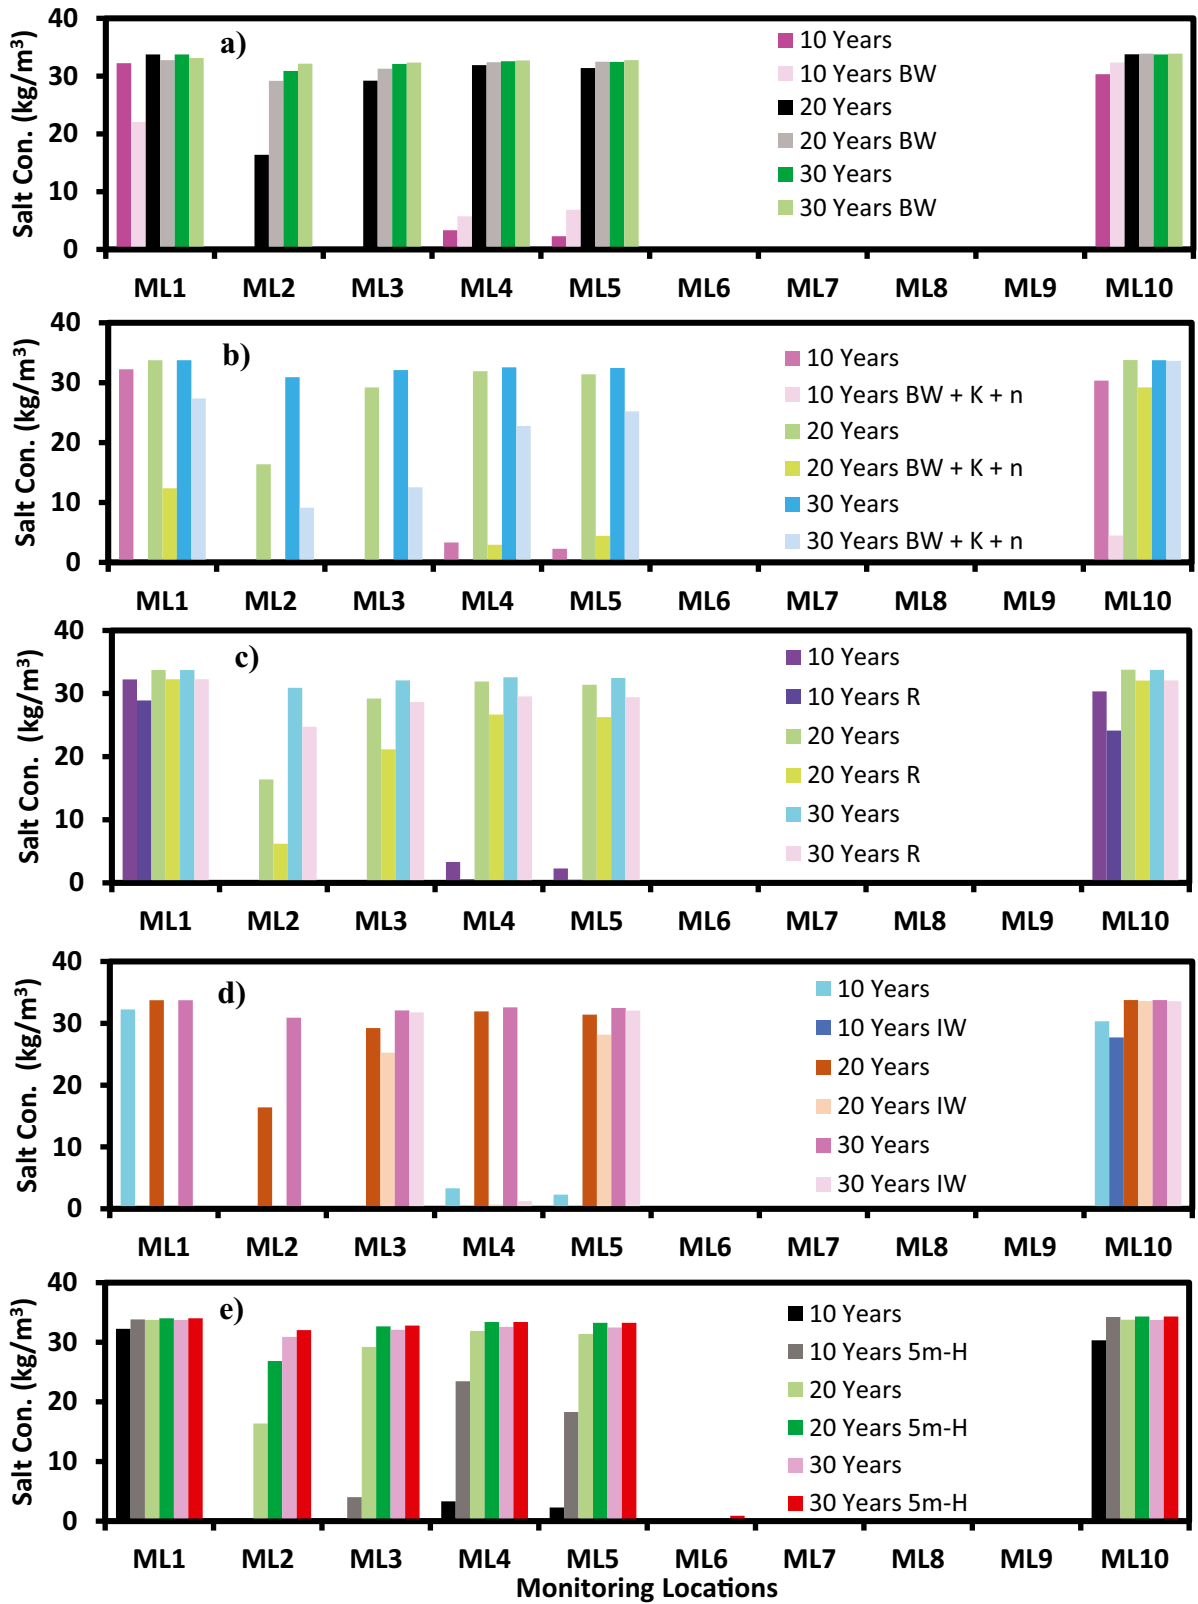 Salt Con. (kg/m³)
40
30
20
10
0
a)
10 Years
10 Years BW
20 Years
20 Years BW
30 Years
30 Years BW
ML1 ML2 ML3 ML4 ML5 ML6 ML7 ML8 ML9 ML10
Salt Con. (kg/m³)
40
30
20
10
0
b)
10 Years
10 Years BW + K + n
20 Years
20 Years BW + K + n
30 Years
30 Years BW + K + n
ML1 ML2 ML3 ML4 ML5 ML6 ML7 ML8 ML9 ML10
Salt Con. (kg/m³)
40
30
20
10
0
c)
10 Years
10 Years R
20 Years
20 Years R
30 Years
30 Years R
ML1 ML2 ML3 ML4 ML5 ML6 ML7 ML8 ML9 ML10
Salt Con. (kg/m³)
40
30
20
10
0
d)
10 Years
10 Years IW
20 Years
20 Years IW
30 Years
30 Years IW
ML1 ML2 ML3 ML4 ML5 ML6 ML7 ML8 ML9 ML10
Salt Con. (kg/m³)
40
30
20
10
0
e)
10 Years
10 Years 5m-H
20 Years
20 Years 5m-H
30 Years
30 Years 5m-H
ML1 ML2 ML3 ML4 ML5 ML6 ML7 ML8 ML9 ML10
Monitoring Locations